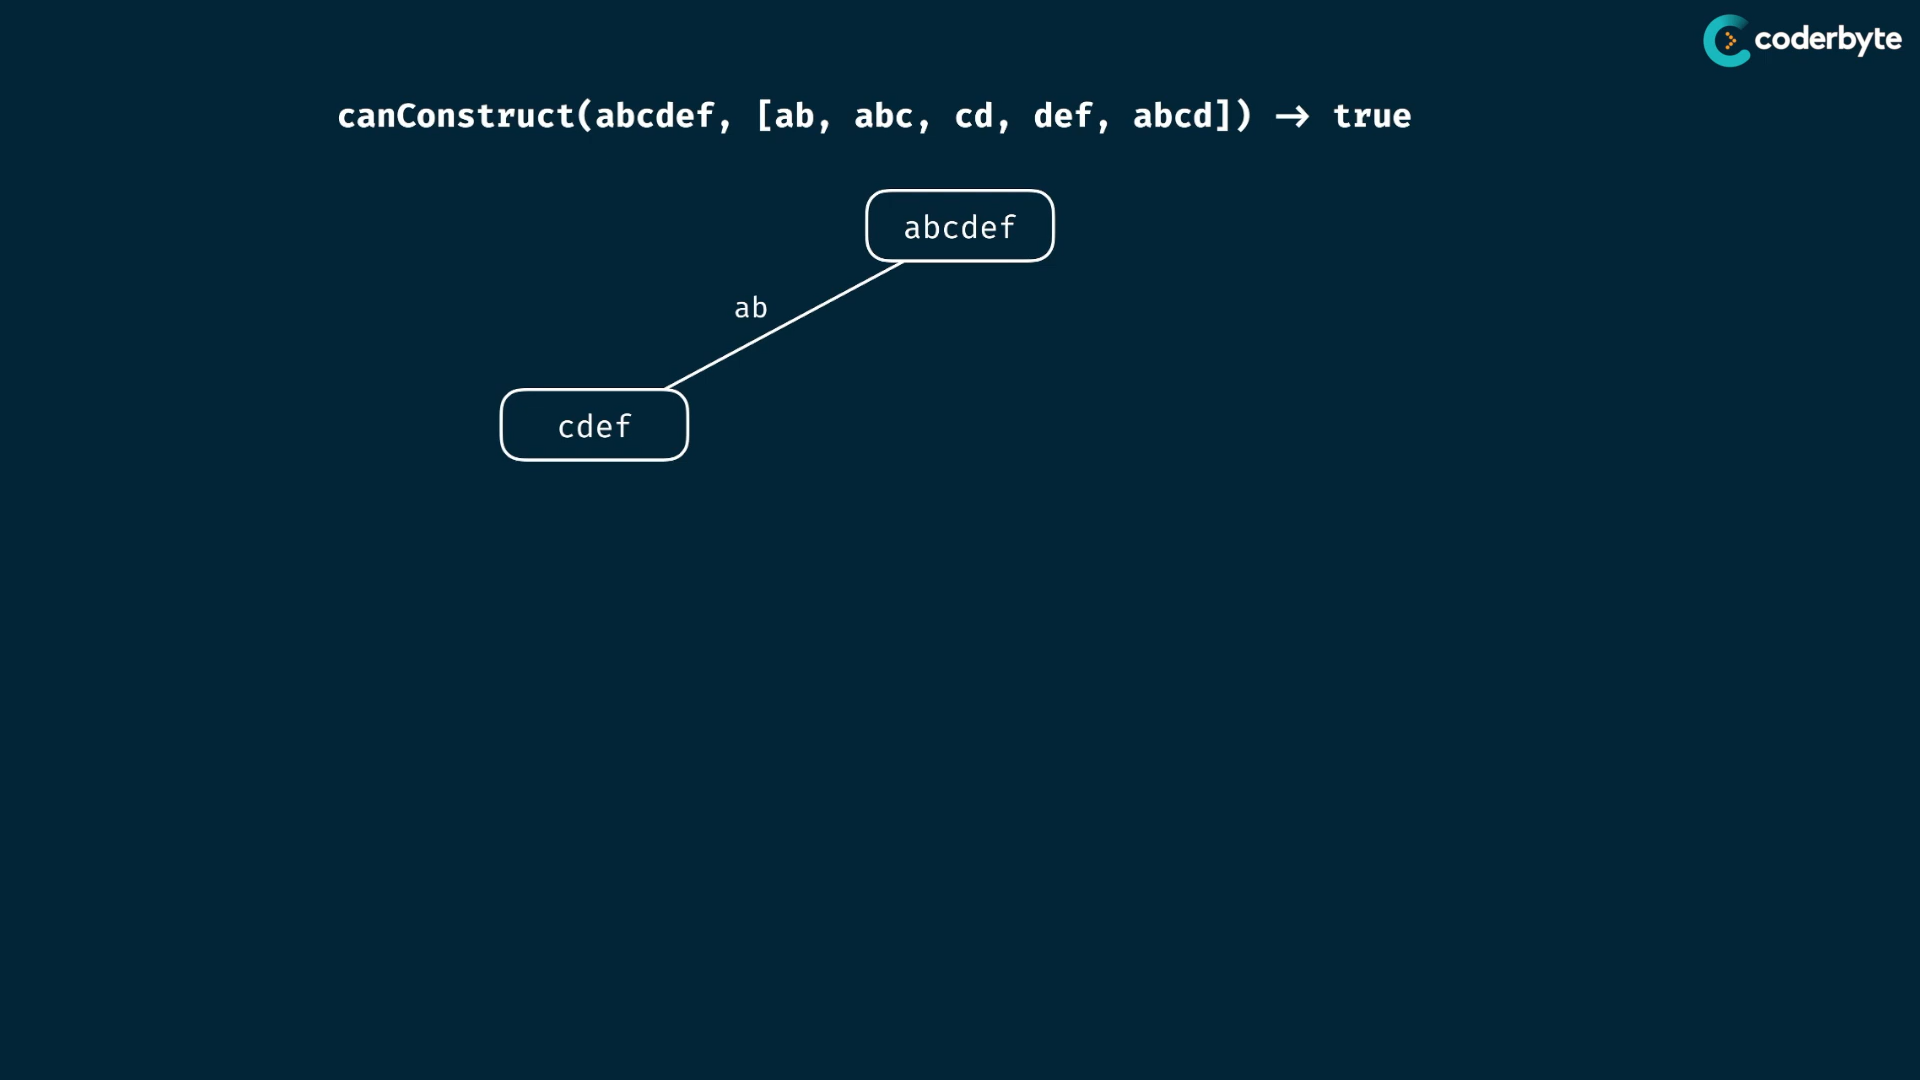 coderbyte
canConstruct(abcdef, [ab, abc, cd, def, abcd]) → true
abcdef
ab
cdef